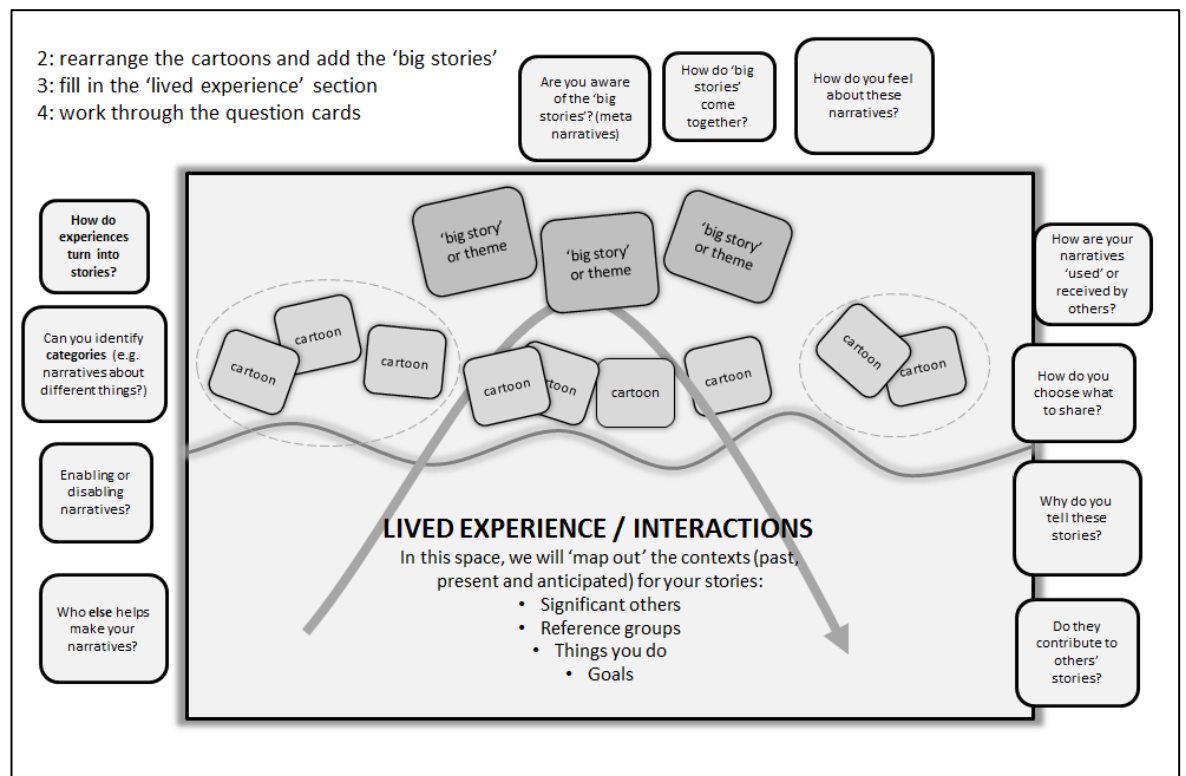 2: rearrange the cartoons and add the ‘big stories’
3: fill in the ‘lived experience’ section
4: work through the question cards
Are you aware
of the ‘big
stories’? (meta
narratives)
How do ‘big
stories’
come
together?
How do you feel
about these
narratives?
How do
experiences
turn into
stories?
Can you identify
categories (e.g.
narratives about
different things?)
Enabling or
disabling
narratives?
Who else helps
make your
narratives?
‘big story’
or theme
‘big story’
or theme
‘big story’
or theme
cartoon
cartoon
cartoon
cartoon
toon
cartoon
cartoon
cartoon
cartoon
LIVED EXPERIENCE / INTERACTIONS
In this space, we will ‘map out’ the contexts (past,
present and anticipated) for your stories:
• Significant others
• Reference groups
• Things you do
• Goals
How are your
narratives
‘used’ or
received by
others?
How do you
choose what
to share?
Why do you
tell these
stories?
Do they
contribute to
others’
stories?